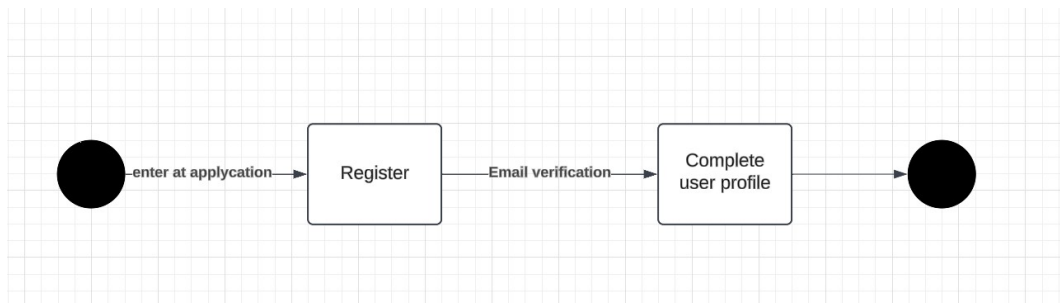 enter at applycation
Register
Email verification
Complete
user profile